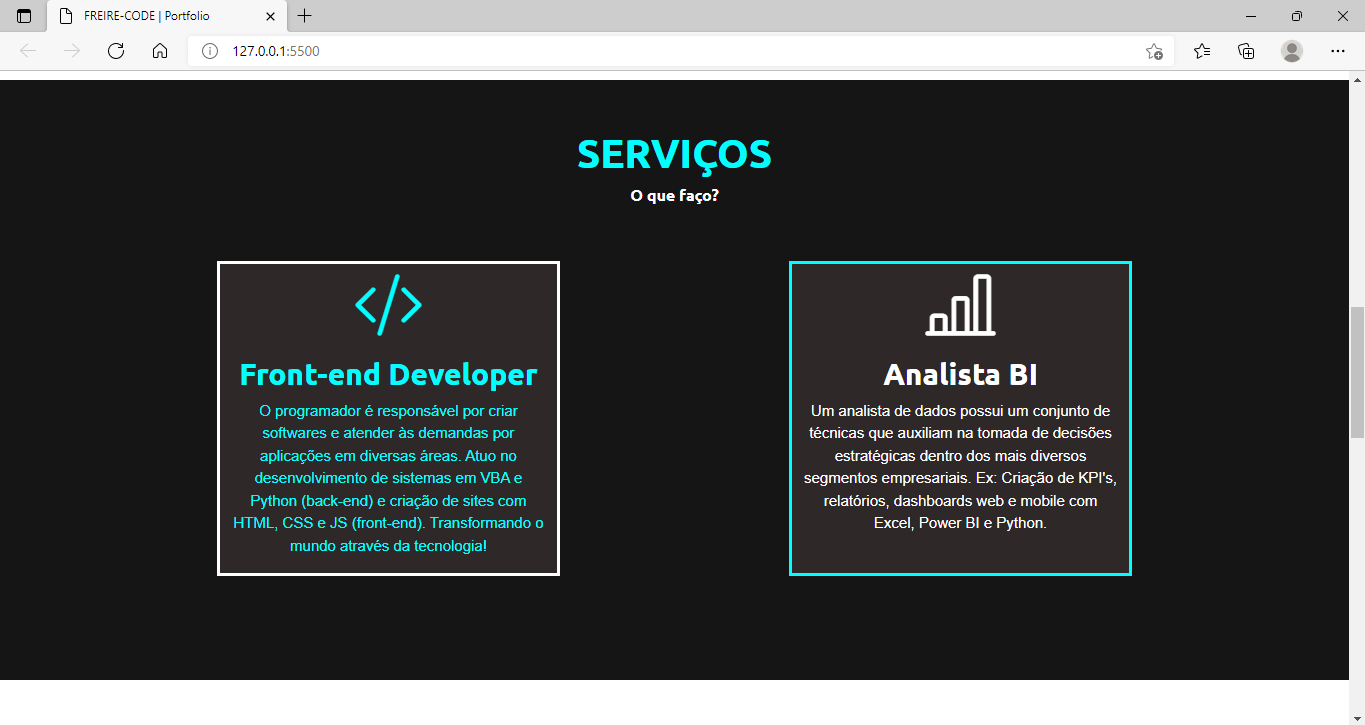 FREIRE-CODE | Portfolio
127.0.0.1:5500
SERVIÇOS
O que faço?
Front-end Developer
O programador é responsável por criar
softwares e atender às demandas por
aplicações em diversas áreas. Atuo no
desenvolvimento de sistemas em VBA e
Python (back-end) e criação de sites com
HTML, CSS e JS (front-end). Transformando o
mundo através da tecnologia!
Analista BI
Um analista de dados possui um conjunto de
técnicas que auxiliam na tomada de decisões
estratégicas dentro dos mais diversos
segmentos empresariais. Ex: Criação de KPI's,
relatórios, dashboards web e mobile com
Excel, Power BI e Python.